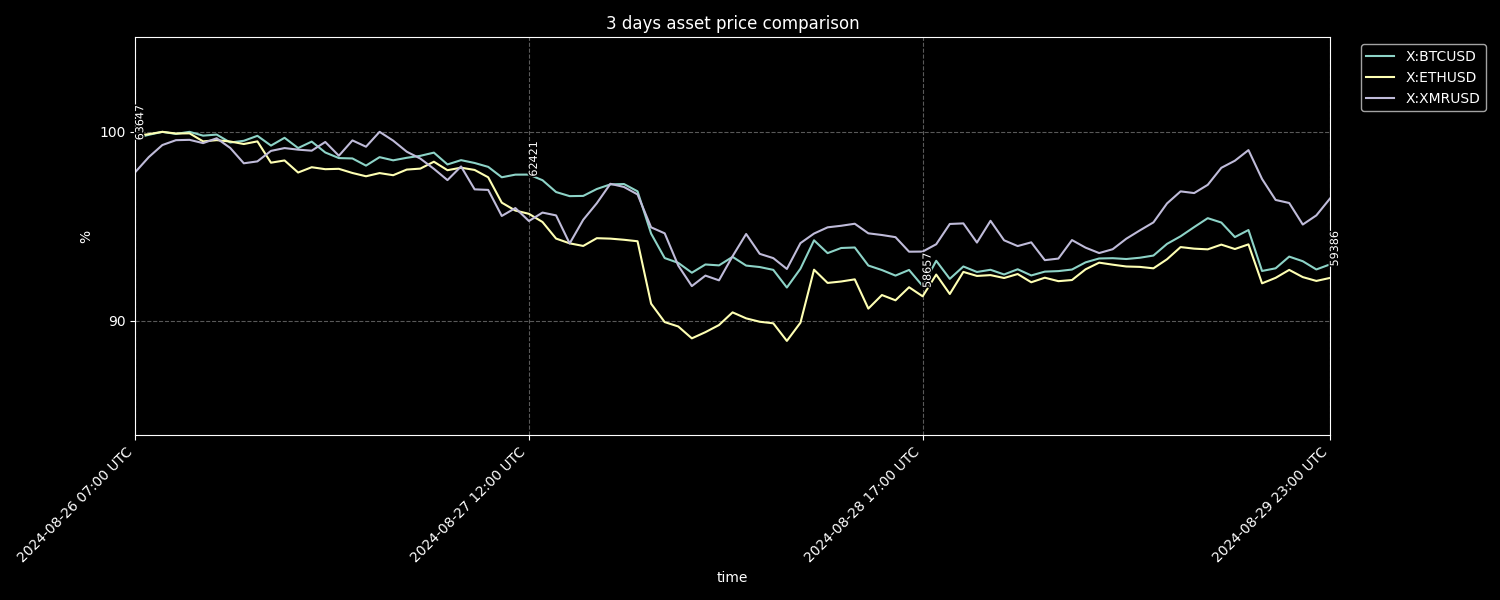 3 days asset price comparison
X:BTCUSD
X:ETHUSD
X:XMRUSD
%
100
90
63647
62421
58657
59386
2024-08-26 07:00 UTC
2024-08-27 12:00 UTC
2024-08-28 17:00 UTC
2024-08-29 23:00 UTC
time